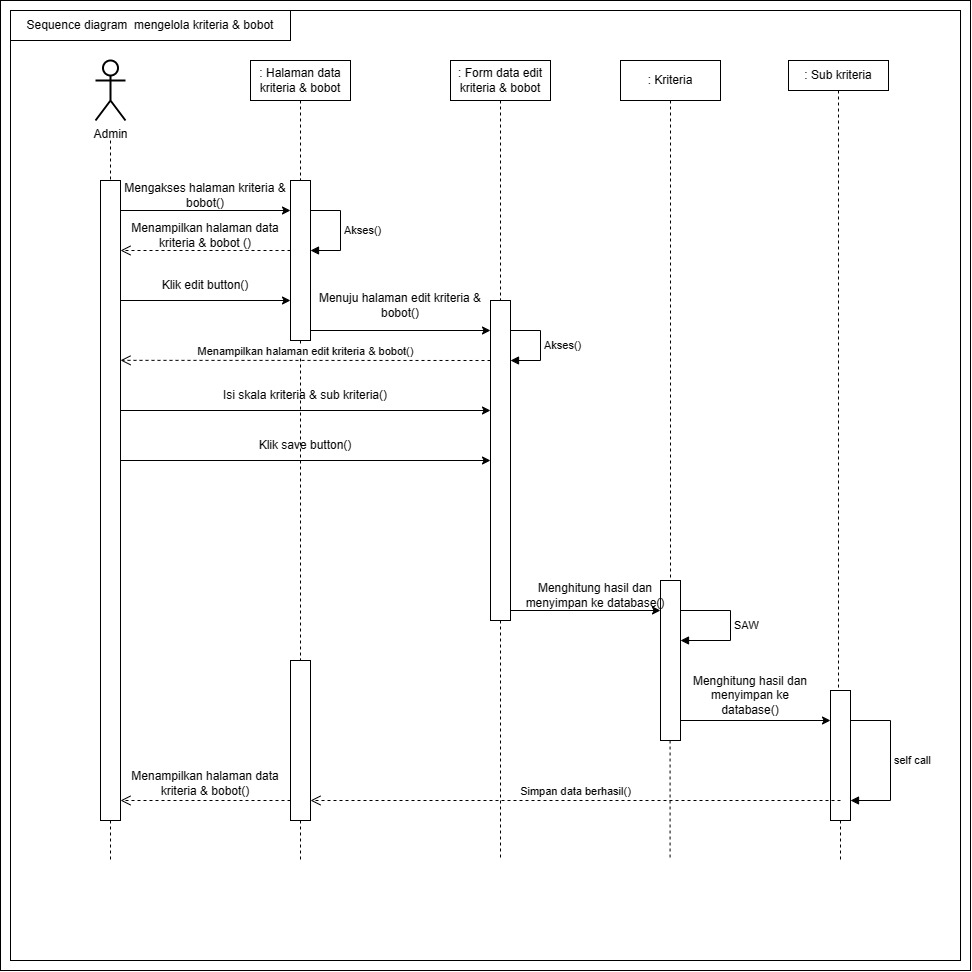 Sequence diagram  mengelola kriteria & bobot
: Halaman data
kriteria & bobot
: Form data edit
kriteria & bobot
: Kriteria
: Sub kriteria
Admin
Mengakses halaman kriteria &
bobot()
Akses()
Menampilkan halaman data
kriteria & bobot ()
Klik edit button()
Menuju halaman edit kriteria &
bobot()
Akses()
Menampilkan halaman edit kriteria & bobot()
Isi skala kriteria & sub kriteria()
Klik save button()
Menghitung hasil dan
menyimpan ke database()
SAW
Menghitung hasil dan
menyimpan ke
database()
self call
Simpan data berhasil()
Menampilkan halaman data
kriteria & bobot()